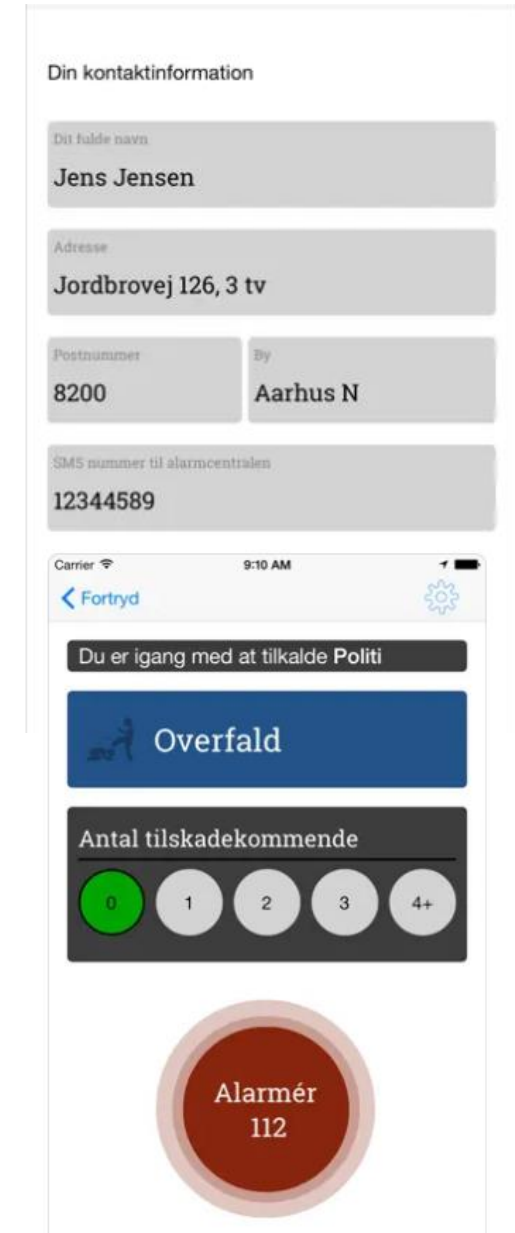 Din kontaktinformation
Dit fulde navn
Jens Jensen
Adresse
Jordbrovej 126, 3 tv
Postnummer
8200
By
Aarhus N
SMS nummer til alarmcentralen
12344589
Carrier 9:10 AM
Fortryd
Du er igang med at tilkalde Politi
Overfald
Antal tilskadekommende
0 1 2 3 4+
Alarmér
112